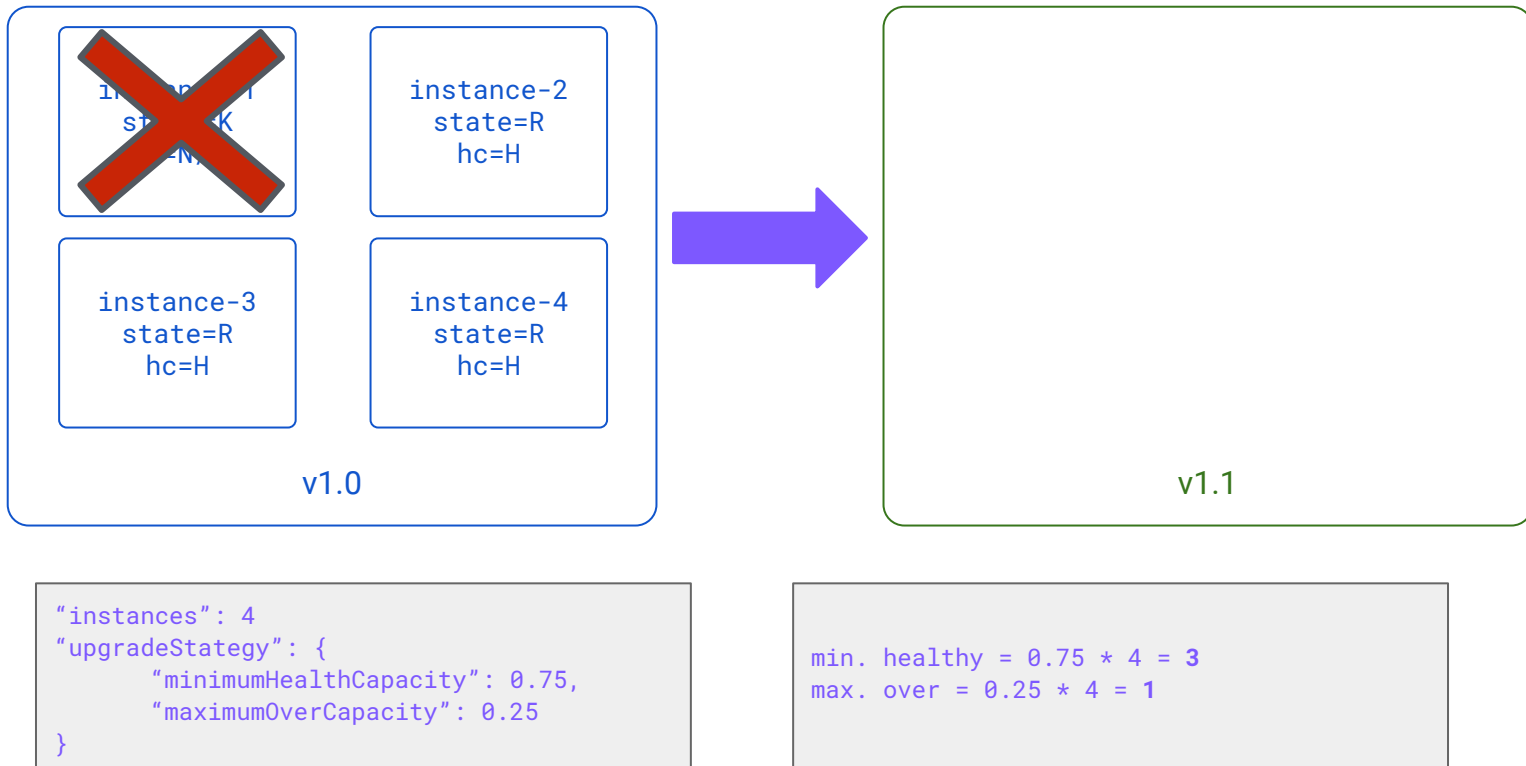 instance-2
state=R
hc=H
instance-3
state=R
hc=H
instance-4
state=R
hc=H
v1.0
v1.1
“instances”: 4
“upgradeStategy”: {
“minimumHealthCapacity”: 0.75,
“maximumOverCapacity”: 0.25
}
min. healthy = 0.75 * 4 = 3
max. over = 0.25 * 4 = 1